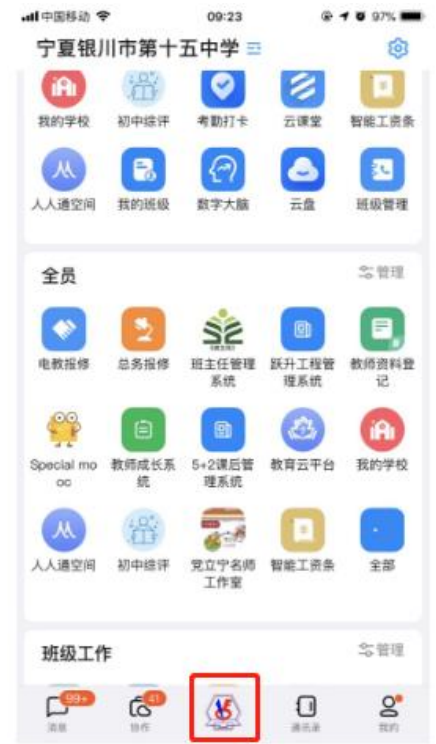 中国移动 09:23 97%
宁夏银川市第十五中学
我的学校 初中综评 考勤打卡 云课堂 智能工资条
人人通空间 我的班级 数字大脑 云盘 班级管理
全员 管理
电教报修 总务报修 班主任管理 跃升工程管 教师资料登
系统 理系统 记
Special mo 教师成长系 5+2课后管 教育云平台 我的学校
oc 统 理系统
人人通空间 初中综评 党立宁名师 智能工资条 全部
工作室
班级工作 管理
99+ 41
消息 协作 通讯录 我的